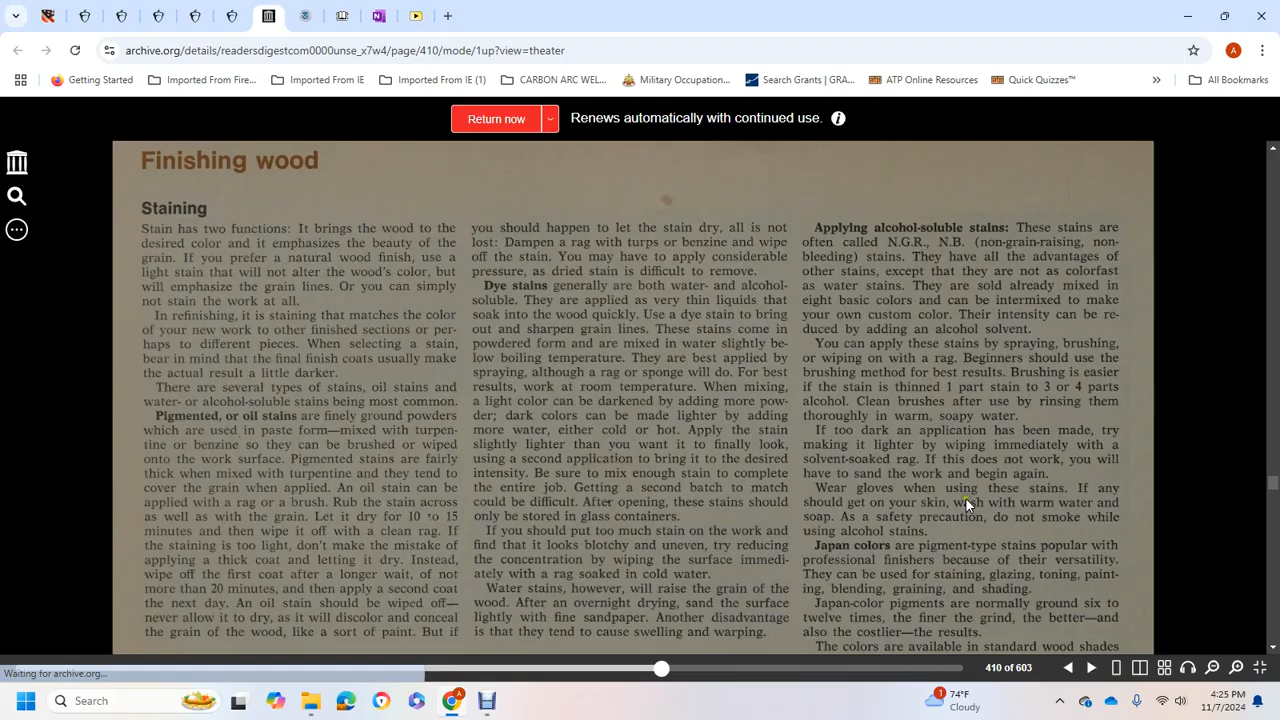 archive.org/details/readersdigestcom0000unse_x7w4/page/410/mode/1up?view=theater
A
Getting Started
Imported From Fire...
Imported From IE
Imported From IE (1)
CARBON ARC WEL...
Military Occupation...
Search Grants | GRA...
ATP Online Resources
Quick Quizzes™
All Bookmarks
Return now
Renews automatically with continued use.
Finishing wood
Staining
Stain has two functions: It brings the wood to the
desired color and it emphasizes the beauty of the
grain. If you prefer a natural wood finish, use a
light stain that will not alter the wood's color, but
will emphasize the grain lines. Or you can simply
not stain the work at all.
In refinishing, it is staining that matches the color
of your new work to other finished sections or per-
haps to different pieces. When selecting a stain,
bear in mind that the final finish coats usually make
the actual result a little darker.
There are several types of stains, oil stains and
water- or alcohol-soluble stains being most common.
Pigmented, or oil stains are finely ground powders
which are used in paste form—mixed with turpen-
tine or benzine so they can be brushed or wiped
onto the work surface. Pigmented stains are fairly
thick when mixed with turpentine and they tend to
cover the grain when applied. An oil stain can be
applied with a rag or a brush. Rub the stain across
as well as with the grain. Let it dry for 10 to 15
minutes and then wipe it off with a clean rag. If
the staining is too light, don't make the mistake of
applying a thick coat and letting it dry. Instead,
wipe off the first coat after a longer wait, of not
more than 20 minutes, and then apply a second coat
the next day. An oil stain should be wiped off—
never allow it to dry, as it will discolor and conceal
the grain of the wood, like a sort of paint. But if
you should happen to let the stain dry, all is not
lost: Dampen a rag with turps or benzine and wipe
off the stain. You may have to apply considerable
pressure, as dried stain is difficult to remove.
Dye stains generally are both water- and alcohol-
soluble. They are applied as very thin liquids that
soak into the wood quickly. Use a dye stain to bring
out and sharpen grain lines. These stains come in
powdered form and are mixed in water slightly be-
low boiling temperature. They are best applied by
spraying, although a rag or sponge will do. For best
results, work at room temperature. When mixing,
a light color can be darkened by adding more pow-
der; dark colors can be made lighter by adding
more water, either cold or hot. Apply the stain
slightly lighter than you want it to finally look,
using a second application to bring it to the desired
intensity. Be sure to mix enough stain to complete
the entire job. Getting a second batch to match
could be difficult. After opening, these stains should
only be stored in glass containers.
If you should put too much stain on the work and
find that it looks blotchy and uneven, try reducing
the concentration by wiping the surface immedi-
ately with a rag soaked in cold water.
Water stains, however, will raise the grain of the
wood. After an overnight drying, sand the surface
lightly with fine sandpaper. Another disadvantage
is that they tend to cause swelling and warping.
Applying alcohol-soluble stains: These stains are
often called N.G.R., N.B. (non-grain-raising, non-
bleeding) stains. They have all the advantages of
other stains, except that they are not as colorfast
as water stains. They are sold already mixed in
eight basic colors and can be intermixed to make
your own custom color. Their intensity can be re-
duced by adding an alcohol solvent.
You can apply these stains by spraying, brushing,
or wiping on with a rag. Beginners should use the
brushing method for best results. Brushing is easier
if the stain is thinned 1 part stain to 3 or 4 parts
alcohol. Clean brushes after use by rinsing them
thoroughly in warm, soapy water.
If too dark an application has been made, try
making it lighter by wiping immediately with a
solvent-soaked rag. If this does not work, you will
have to sand the work and begin again.
Wear gloves when using these stains. If any
should get on your skin, wash with warm water and
soap. As a safety precaution, do not smoke while
using alcohol stains.
Japan colors are pigment-type stains popular with
professional finishers because of their versatility.
They can be used for staining, glazing, toning, paint-
ing, blending, graining, and shading.
Japan-color pigments are normally ground six to
twelve times, the finer the grind, the better—and
also the costlier—the results.
The colors are available in standard wood shades
Waiting for archive.org...
410 of 603
Search
1
74°F
Cloudy
4:25 PM
11/7/2024